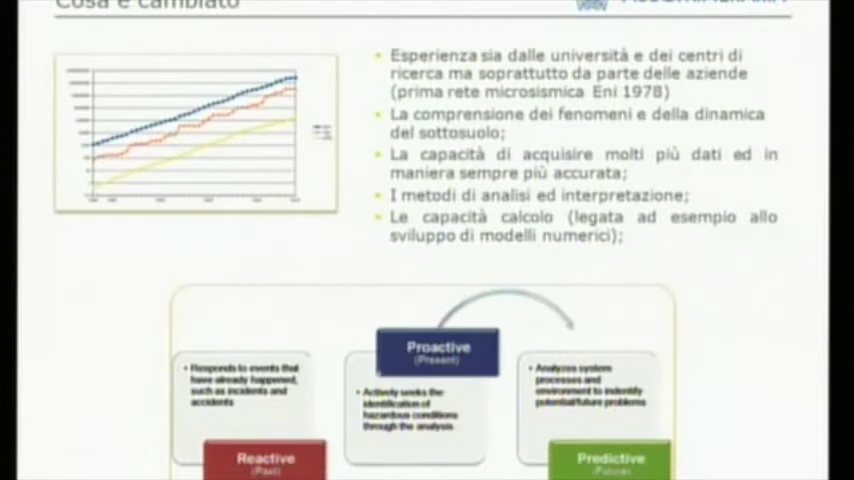 Cosa è cambiato
Esperienza sia dalle università e dei centri di
ricerca ma soprattutto da parte delle aziende
(prima rete microsismica Eni 1978)
La comprensione dei fenomeni e della dinamica
del sottosuolo;
La capacità di acquisire molti più dati ed in
maniera sempre più accurata;
I metodi di analisi ed interpretazione;
Le capacità calcolo (legata ad esempio allo
sviluppo di modelli numerici);
Responds to events that
have already happened,
such as incidents and
accidents
Reactive
(Past)
Proactive
(Present)
Actively seeks the
identification of
hazardous conditions
through the analysis
Analyzes system
processes and
environment to indentify
potential/future problems
Predictive
(Future)